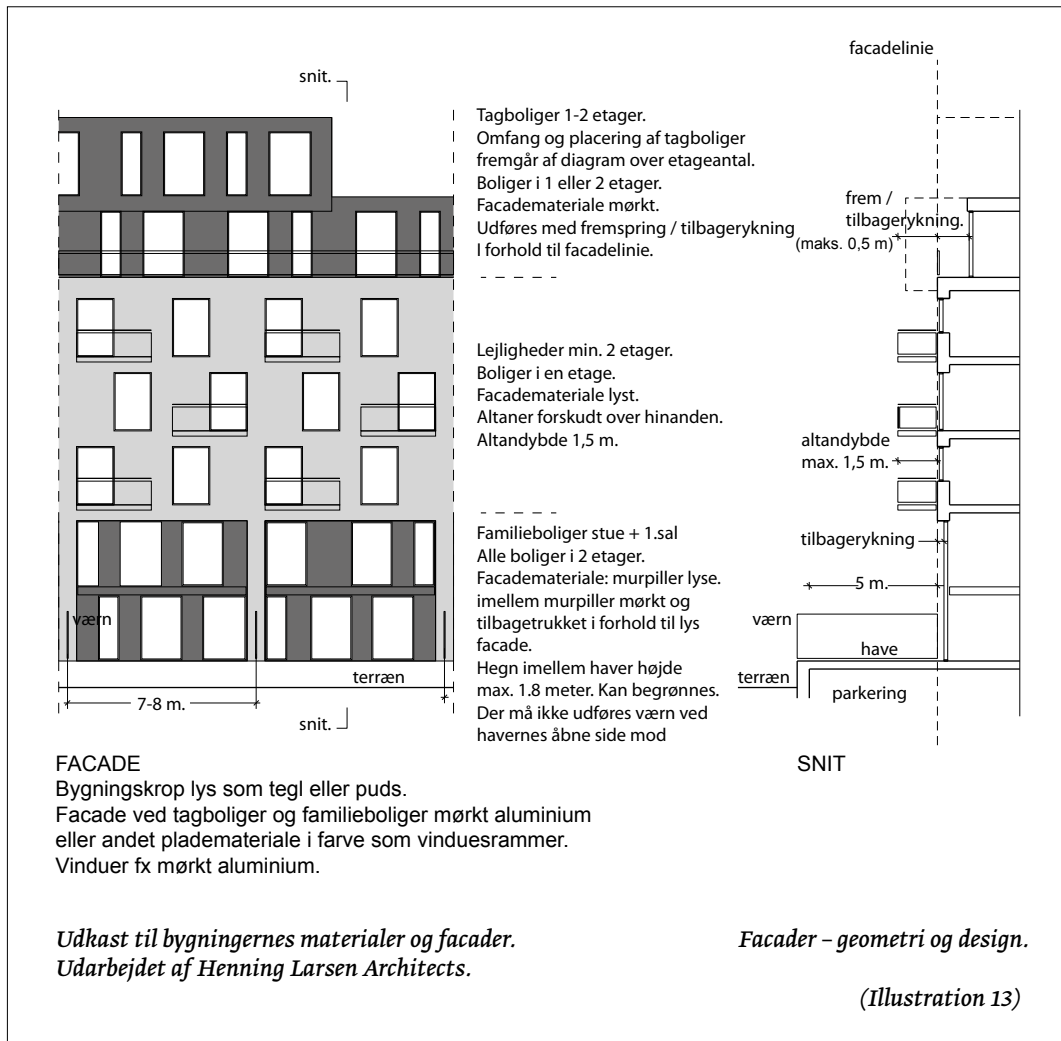 facadelinie
snit.
Tagboliger 1-2 etager.
Omfang og placering af tagboliger
fremgår af diagram over etageantal.
Boliger i 1 eller 2 etager.
Facademateriale mørkt.
Udføres med fremspring / tilbagerykning
I forhold til facadelinie.
frem /
tilbagerykning.
(maks. 0,5 m)
Lejligheder min. 2 etager.
Boliger i en etage.
Facademateriale lyst.
Altaner forskudt over hinanden.
Altandybde 1,5 m.
altandybde
max. 1,5 m.
Familieboliger stue + 1.sal
Alle boliger i 2 etager.
Facademateriale: murpiller lyse.
imellem murpiller mørkt og
tilbagetrukket i forhold til lys
facade.
Hegn imellem haver højde
max. 1.8 meter. Kan begrønnes.
Der må ikke udføres værn ved
havernes åbne side mod
tilbagerykning
5 m.
værn
værn
have
terræn
terræn
parkering
7-8 m.
snit.
FACADE
SNIT
Bygningskrop lys som tegl eller puds.
Facade ved tagboliger og familieboliger mørkt aluminium
eller andet plademateriale i farve som vinduesrammer.
Vinduer fx mørkt aluminium.
Udkast til bygningernes materialer og facader.
Udarbejdet af Henning Larsen Architects.
Facader – geometri og design.
(Illustration 13)